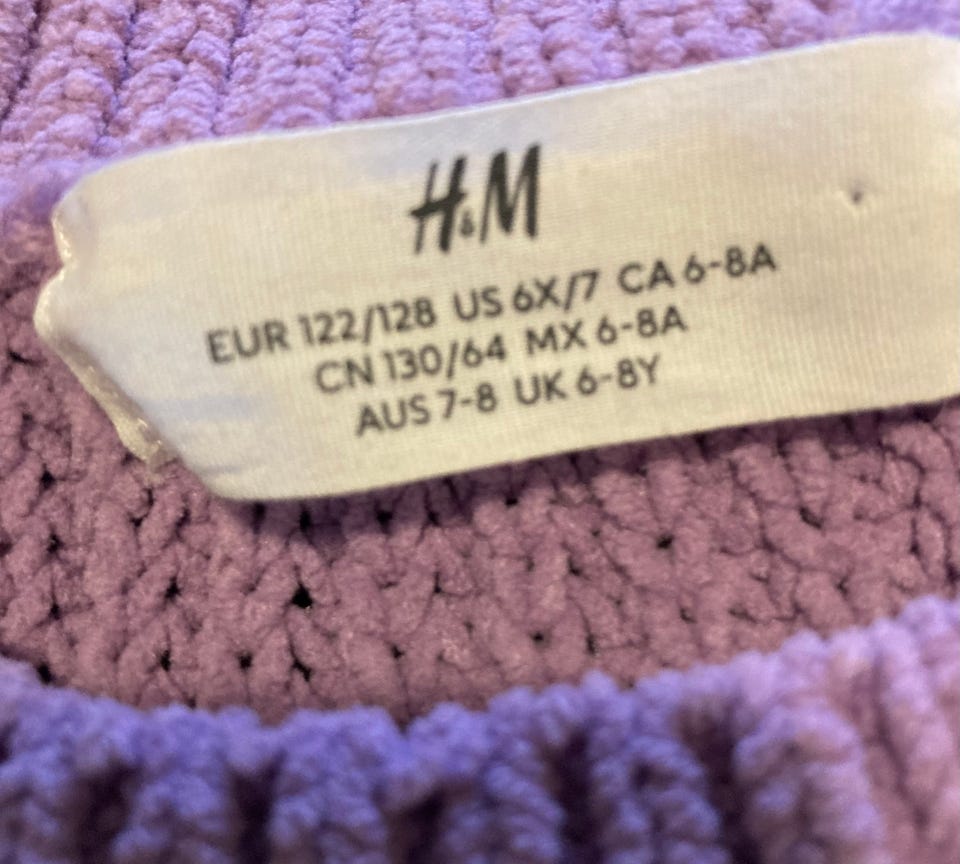 H&M
EUR 122/128 US 6X/7 CA 6-8A
CN 130/64 MX 6-8A
AUS 7-8 UK 6-8Y